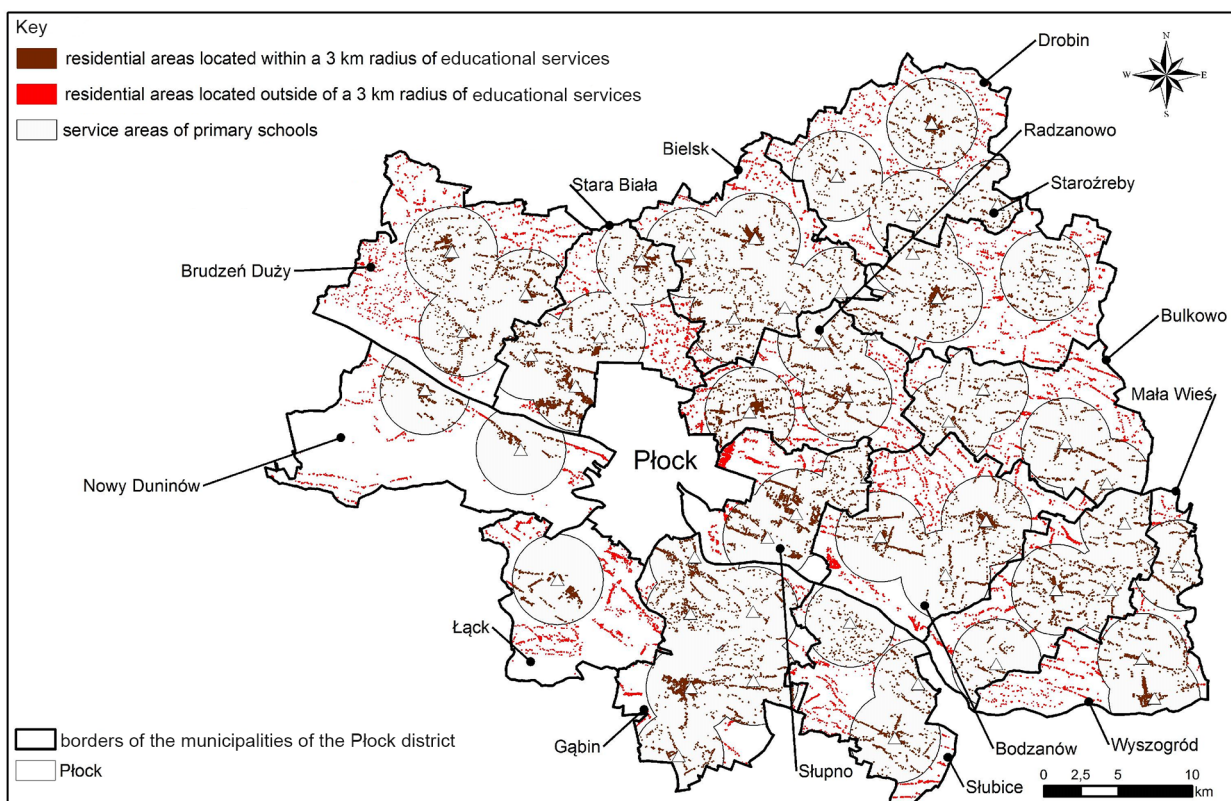 Key
residential areas located within a 3 km radius of educational services
residential areas located outside of a 3 km radius of educational services
service areas of primary schools
Drobin
N
W E
S
Radzanowo
Bielsk
Stara Biała
Staroźreby
Brudzeń Duży
Bulkowo
Mała Wieś
Płock
Nowy Duninów
Łąck
Gąbin
Słupno
Bodzanów
Wyszogród
Słubice
borders of the municipalities of the Płock district
Płock
0 2,5 5 10
km